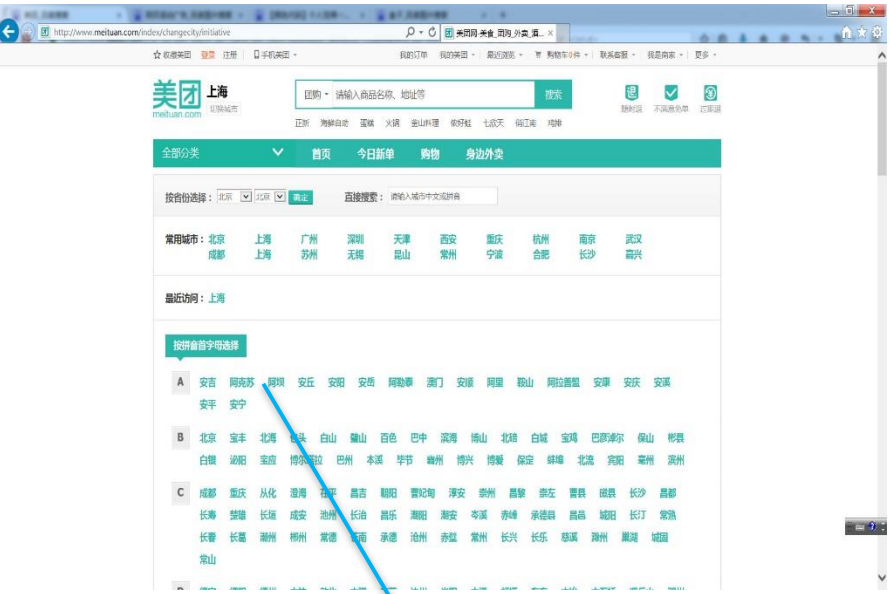 http://www.meituan.com/index/changecity/initiative
美团网-美食_团购_外卖_酒...
收藏美团 登录 注册 手机美团 我的订单 我的美团 最近浏览 购物车0件 联系客服 我是商家 更多
美团 上海 团购 请输入商品名称、地址等 搜索
meituan.com 切换城市 随时退 不满意免单 过期退
正新 海鲜自助 蛋糕 火锅 釜山料理 七欣天 俏江南 鸡排
全部分类 首页 今日新单 购物 身边外卖
按省份选择： 北京 北京 确定 直接搜索： 请输入城市中文或拼音
常用城市： 北京 上海 广州 深圳 天津 西安 重庆 杭州 南京 武汉
成都 上海 苏州 无锡 昆山 常州 宁波 合肥 长沙 嘉兴
最近访问： 上海
按拼音首字母选择
A 安吉 阿克苏 阿坝 安丘 安阳 安岳 阿勒泰 澳门 安顺 阿里 鞍山 阿拉善盟 安康 安庆 安溪
安平 安宁
B 北京 宝丰 北海 包头 白山 璧山 百色 巴中 滨海 博山 北碚 白城 宝鸡 巴彦淖尔 保山 彬县
白银 泌阳 宝应 博尔塔拉 巴州 本溪 毕节 蚌埠 博兴 博爱 保定 北流 宾阳 亳州 滨州
C 成都 重庆 从化 澄海 茌平 昌吉 朝阳 曹妃甸 淳安 崇州 昌黎 崇左 曹县 磁县 长沙 昌都
长寿 楚雄 长垣 成安 池州 长治 昌乐 潮阳 潮安 岑溪 赤峰 承德县 昌邑 城阳 长汀 常熟
长春 长葛 潮州 郴州 常德 苍南 承德 沧州 赤壁 常州 长兴 长乐 慈溪 滁州 巢湖 城固
常山